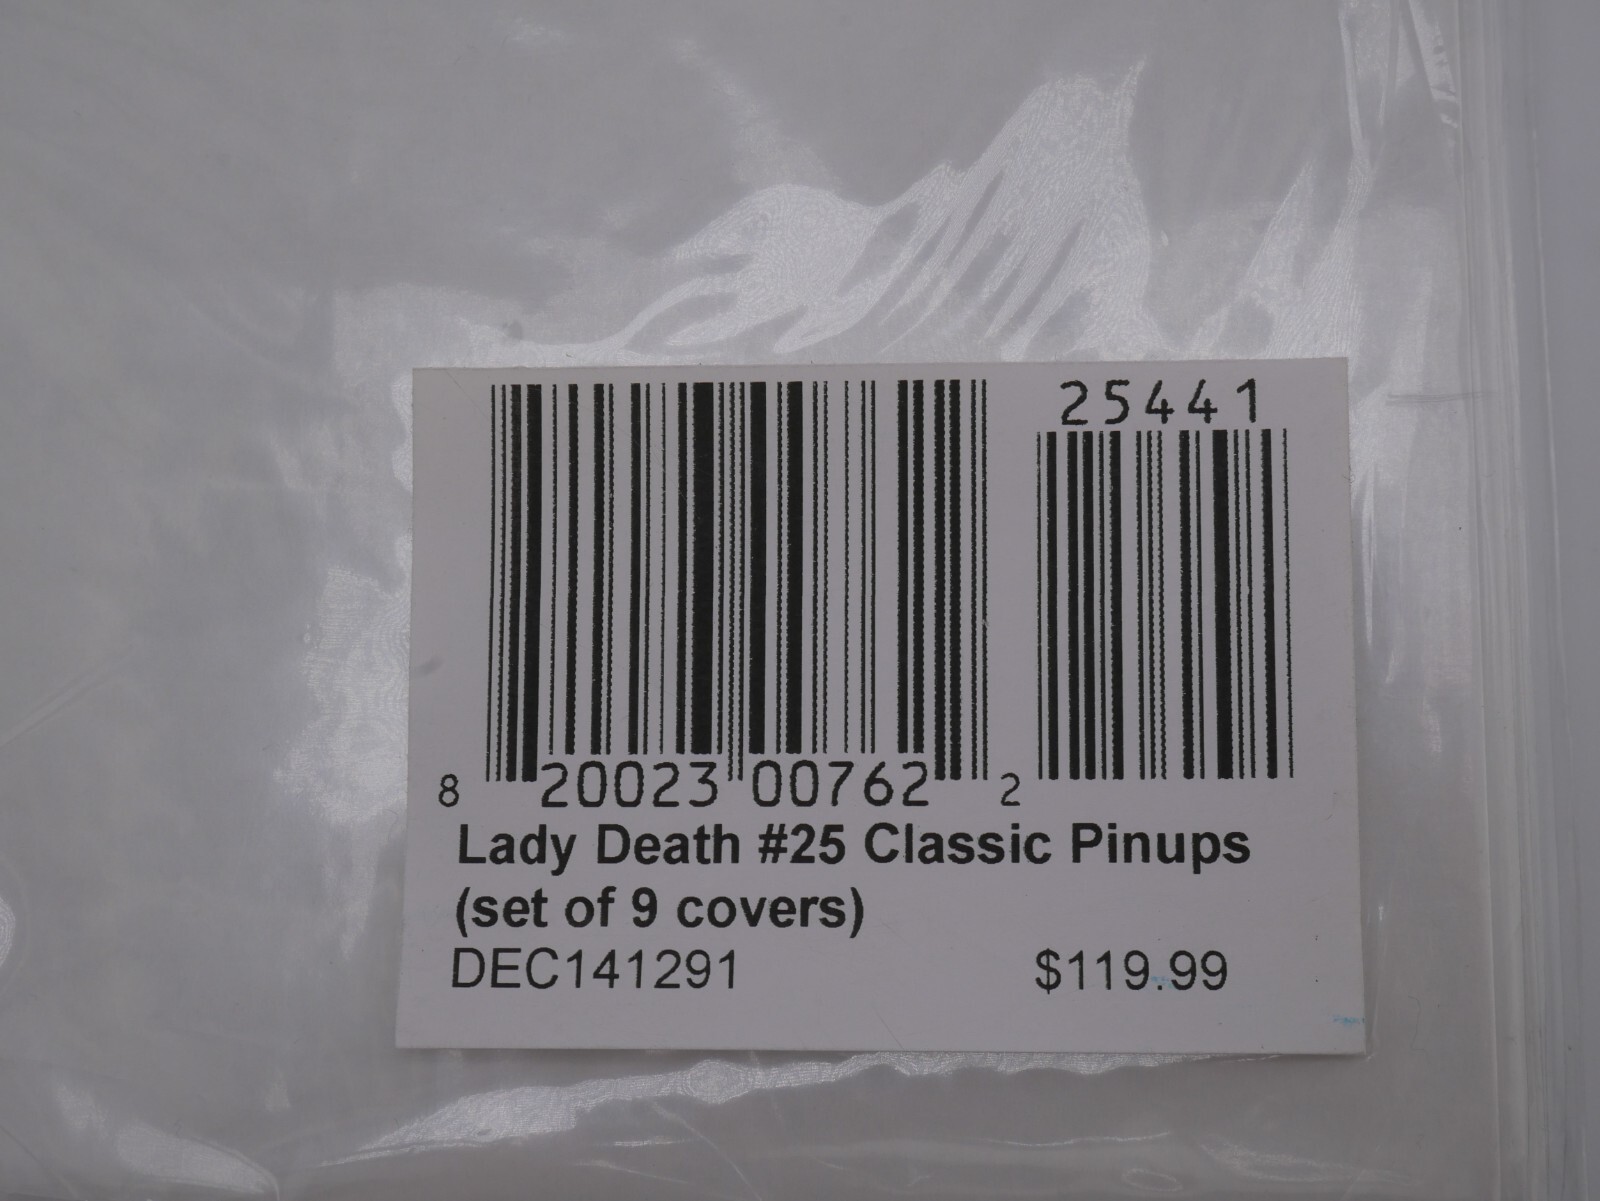 25441
8 20023 00762 2
Lady Death #25 Classic Pinups
(set of 9 covers)
DEC141291 $119.99